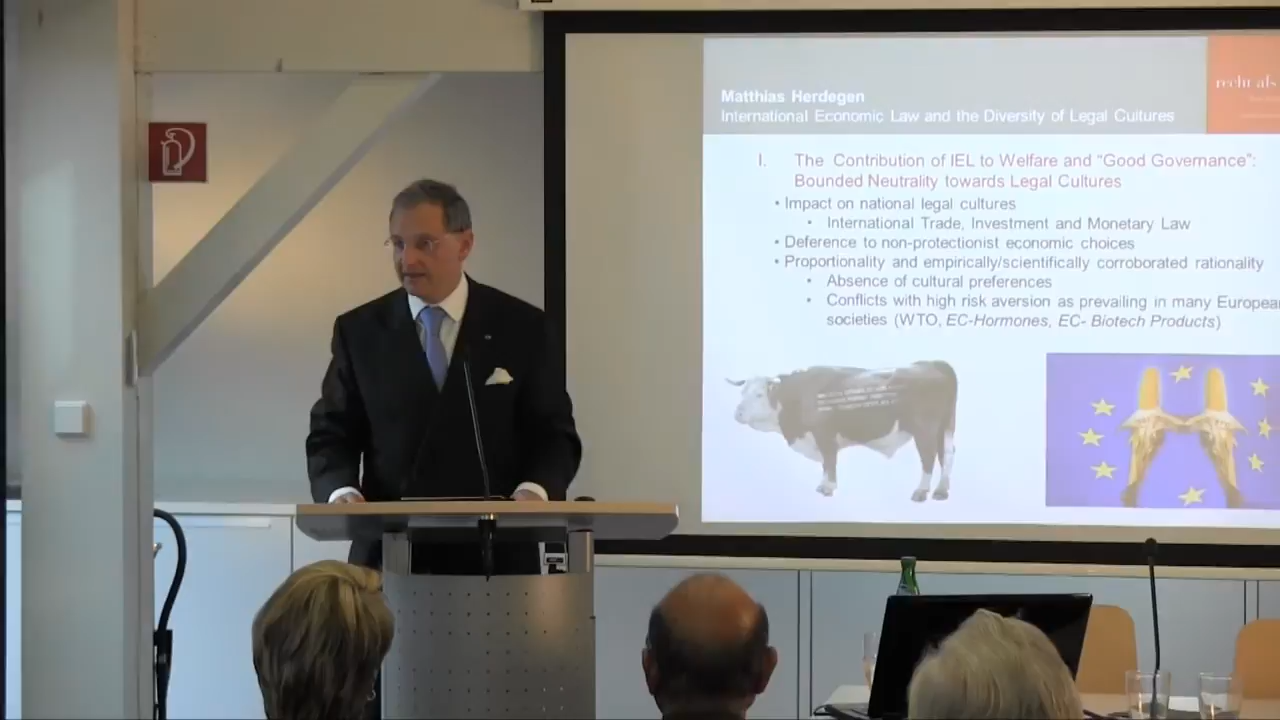 Matthias Herdegen
International Economic Law and the Diversity of Legal Cultures
recht als
I. The Contribution of IEL to Welfare and “Good Governance”:
Bounded Neutrality towards Legal Cultures
• Impact on national legal cultures
• International Trade, Investment and Monetary Law
• Deference to non-protectionist economic choices
• Proportionality and empirically/scientifically corroborated rationality
• Absence of cultural preferences
• Conflicts with high risk aversion as prevailing in many European
societies (WTO, EC-Hormones, EC- Biotech Products)